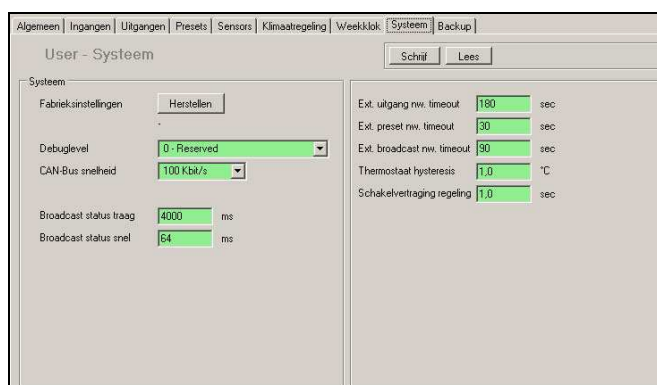 Algemeen Ingangen Uitgangen Presets Sensors Klimaatregeling Weekklok Systeem Backup
User - Systeem
Schrijf Lees
Systeem
Fabrieksinstellingen Herstellen
-
Debuglevel 0 - Reserved
CAN-Bus snelheid 100 Kbit/s
Broadcast status traag 4000 ms
Broadcast status snel 64 ms
Ext. uitgang nw. timeout 180 sec
Ext. preset nw. timeout 30 sec
Ext. broadcast nw. timeout 90 sec
Thermostaat hysteresis 1,0 °C
Schakelvertraging regeling 1,0 sec